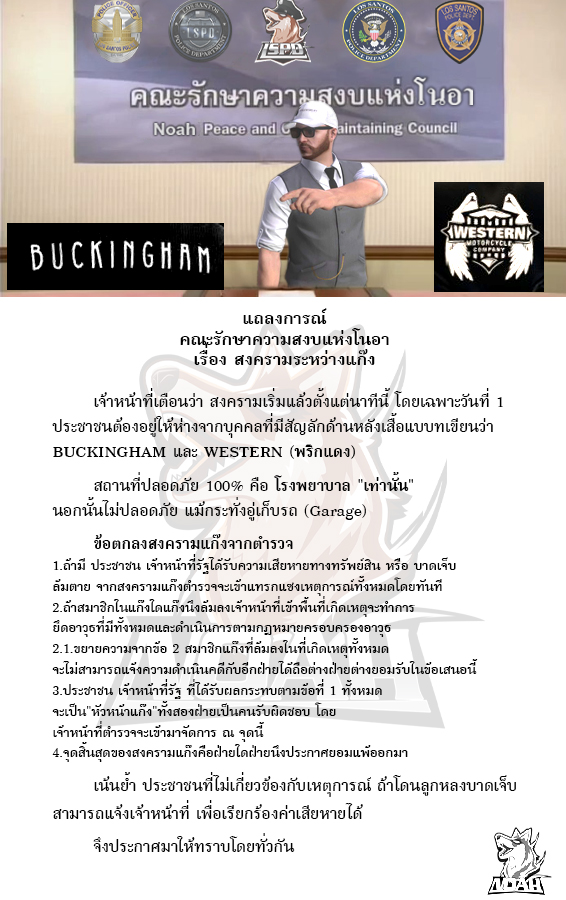 LOS SANTOS
POLICE DEPARTMENT
LSPD
LSPD
LOS SANTOS
POLICE DEPARTMENT
LOS SANTOS
POLICE DEPT.
คณะรักษาความสงบแห่งโนอา
Noah Peace and Maintaining Council
BUCKINGHAM
WESTERN
MOTORCYCLE
COMPANY
แถลงการณ์
คณะรักษาความสงบแห่งโนอา
เรื่อง สงครามระหว่างแก๊ง
เจ้าหน้าที่เตือนว่า สงครามเริ่มแล้วตั้งแต่นาทีนี้ โดยเฉพาะวันที่ 1
ประชาชนต้องอยู่ให้ห่างจากบุคคลที่มีสัญลักด้านหลังเสื้อแบบทเขียนว่า
BUCKINGHAM และ WESTERN (พริกแดง)
สถานที่ปลอดภัย 100% คือ โรงพยาบาล "เท่านั้น"
นอกนั้นไม่ปลอดภัย แม้กระทั่งอู่เก็บรถ (Garage)
ข้อตกลงสงครามแก๊งจากตำรวจ
1.ถ้ามี ประชาชน เจ้าหน้าที่รัฐได้รับความเสียหายทางทรัพย์สิน หรือ บาดเจ็บ
ล้มตาย จากสงครามแก๊งตำรวจจะเข้าแทรกแซงเหตุการณ์ทั้งหมดโดยทันที
2.ถ้าสมาชิกในแก๊งใดแก๊งนึงล้มลงเจ้าหน้าที่เข้าพื้นที่เกิดเหตุจะทำการ
ยึดอาวุธที่มีทั้งหมดและดำเนินการตามกฎหมายครอบครองอาวุธ
2.1.ขยายความจากข้อ 2 สมาชิกแก๊งที่ล้มลงในที่เกิดเหตุทั้งหมด
จะไม่สามารถแจ้งความดำเนินคดีกับอีกฝ่ายได้ถือต่างฝ่ายต่างยอมรับในข้อเสนอนี้
3.ประชาชน เจ้าหน้าที่รัฐ ที่ได้รับผลกระทบตามข้อที่ 1 ทั้งหมด
จะเป็น"หัวหน้าแก๊ง"ทั้งสองฝ่ายเป็นคนรับผิดชอบ โดย
เจ้าหน้าที่ตำรวจจะเข้ามาจัดการ ณ จุดนี้
4.จุดสิ้นสุดของสงครามแก๊งคือฝ่ายใดฝ่ายนึงประกาศยอมแพ้ออกมา
เน้นย้ำ ประชาชนที่ไม่เกี่ยวข้องกับเหตุการณ์ ถ้าโดนลูกหลงบาดเจ็บ
สามารถแจ้งเจ้าหน้าที่ เพื่อเรียกร้องค่าเสียหายได้
จึงประกาศมาให้ทราบโดยทั่วกัน
NOAH
NOAH